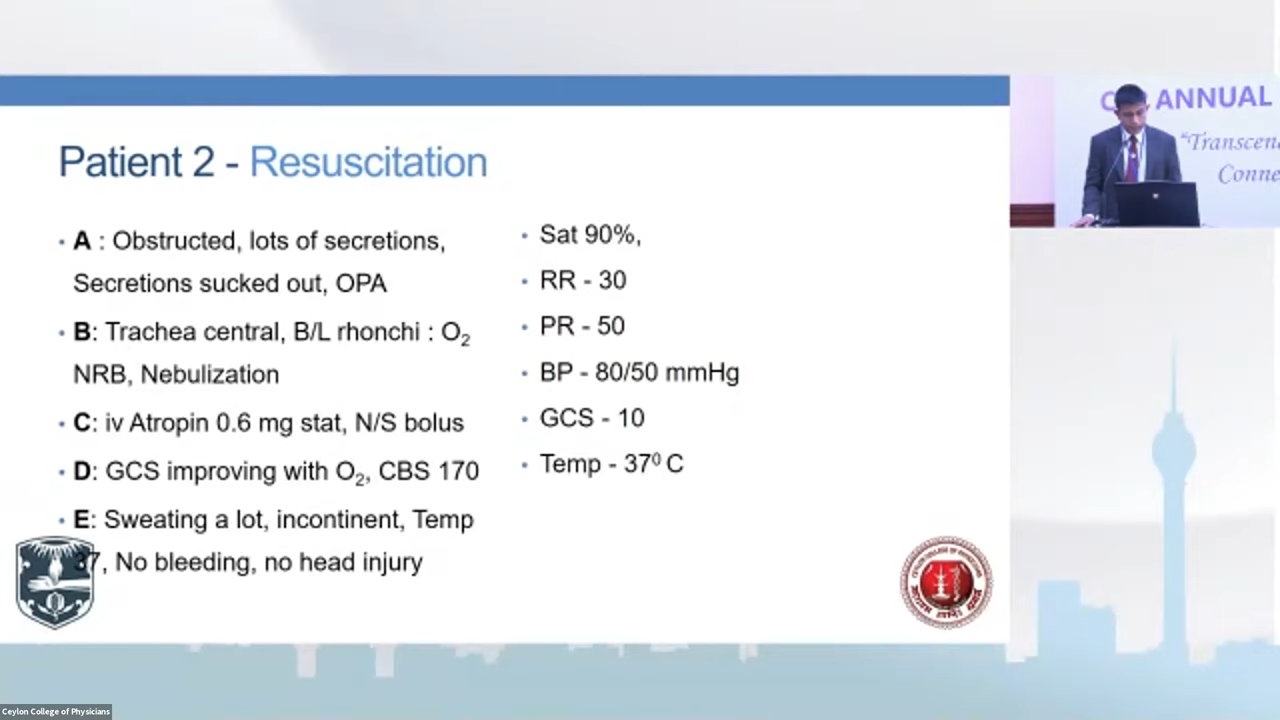 Patient 2 - Resuscitation
• A : Obstructed, lots of secretions,
Secretions sucked out, OPA
• B: Trachea central, B/L rhonchi : O₂
NRB, Nebulization
• C: iv Atropin 0.6 mg stat, N/S bolus
• D: GCS improving with O₂, CBS 170
• E: Sweating a lot, incontinent, Temp
37, No bleeding, no head injury
• Sat 90%,
• RR - 30
• PR - 50
• BP - 80/50 mmHg
• GCS - 10
• Temp - 37⁰ C
ANNUAL
“Transcen
Conne
Ceylon College of Physicians